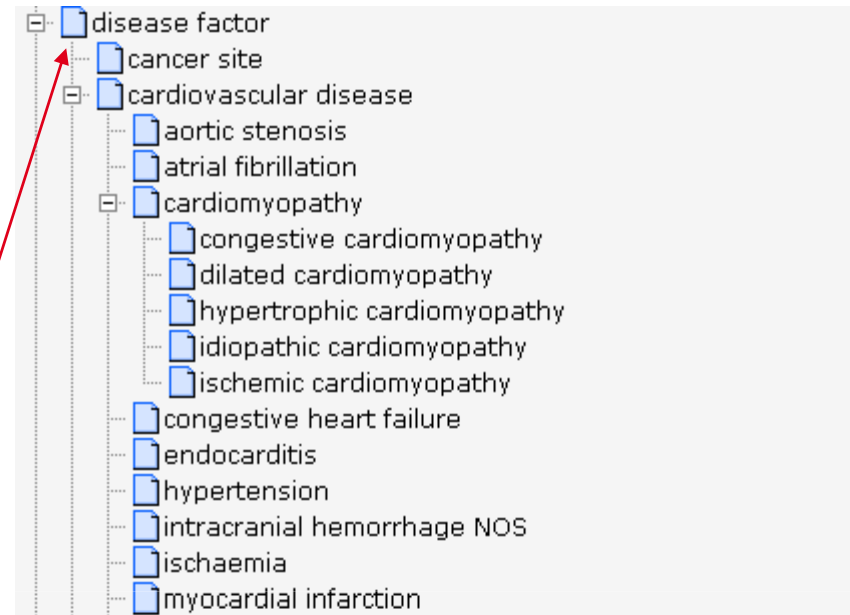 disease factor
cancer site
cardiovascular disease
aortic stenosis
atrial fibrillation
cardiomyopathy
congestive cardiomyopathy
dilated cardiomyopathy
hypertrophic cardiomyopathy
idiopathic cardiomyopathy
ischemic cardiomyopathy
congestive heart failure
endocarditis
hypertension
intracranial hemorrhage NOS
ischaemia
myocardial infarction